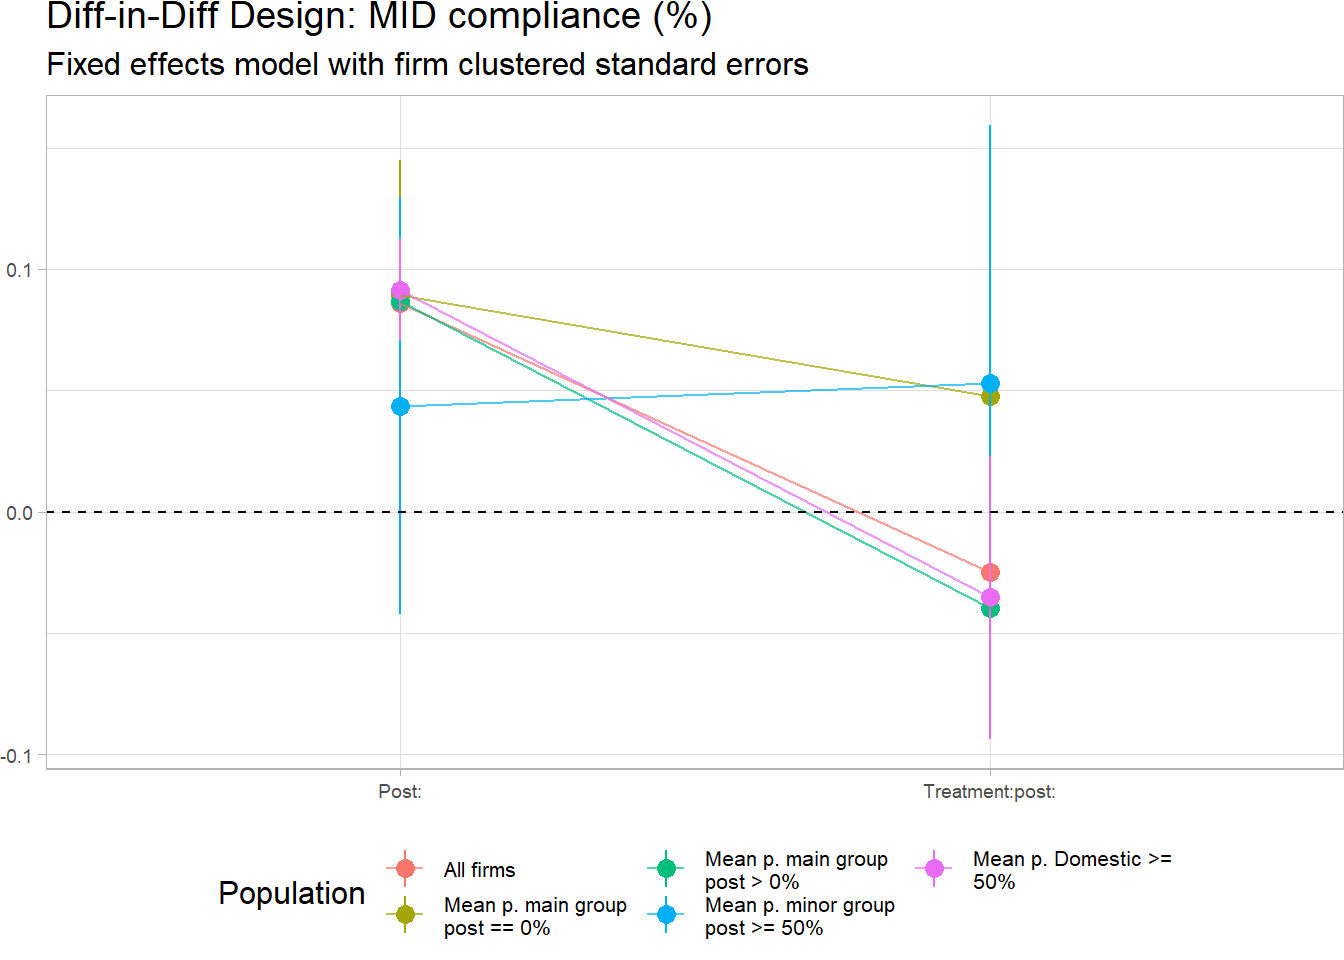 Diff-in-Diff Design: MID compliance (%)
Fixed effects model with firm clustered standard errors
0.1
0.0
-0.1
Post:
Treatment:post:
Population
All firms
Mean p. main group
post == 0%
Mean p. main group
post > 0%
Mean p. minor group
post >= 50%
Mean p. Domestic >=
50%